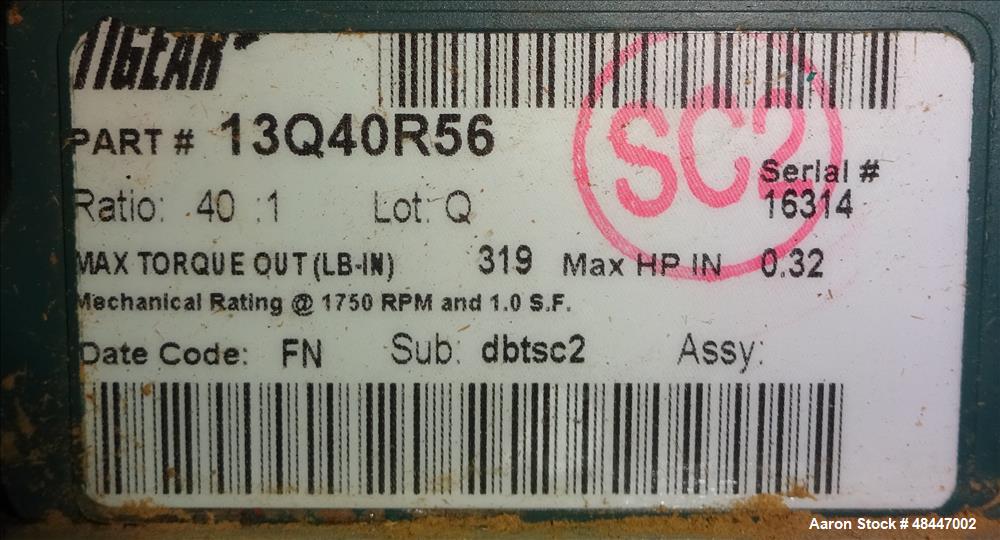 TIGEAR
PART # 13Q40R56
SC2
Serial #
Ratio: 40 :1 Lot: Q 16314
MAX TORQUE OUT (LB-IN) 319 Max HP IN 0.32
Mechanical Rating @ 1750 RPM and 1.0 S.F.
Date Code: FN Sub: dbtsc2 Assy:
Aaron Stock # 48447002